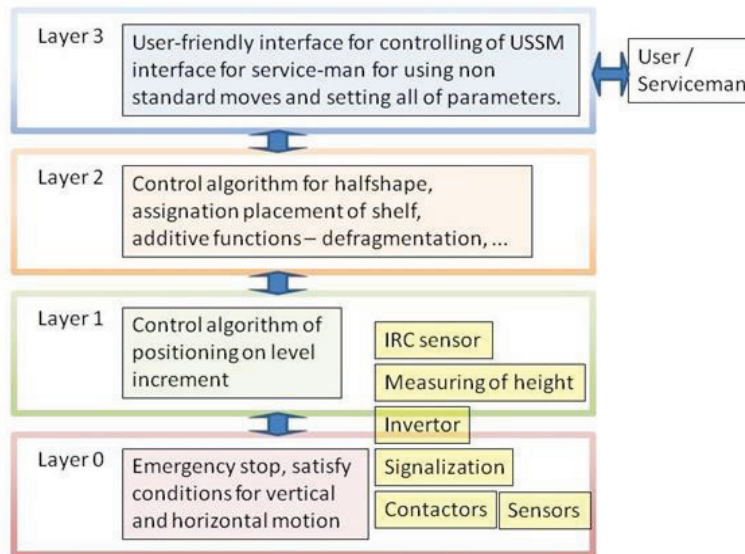 Layer 3
User-friendly interface for controlling of USSM
interface for service-man for using non
standard moves and setting all of parameters.
User /
Serviceman
Layer 2
Control algorithm for halfshape,
assignation placement of shelf,
additive functions – defragmentation, ...
Layer 1
Control algorithm of
positioning on level
increment
IRC sensor
Measuring of height
Invertor
Layer 0
Emergency stop, satisfy
conditions for vertical
and horizontal motion
Signalization
Contactors
Sensors